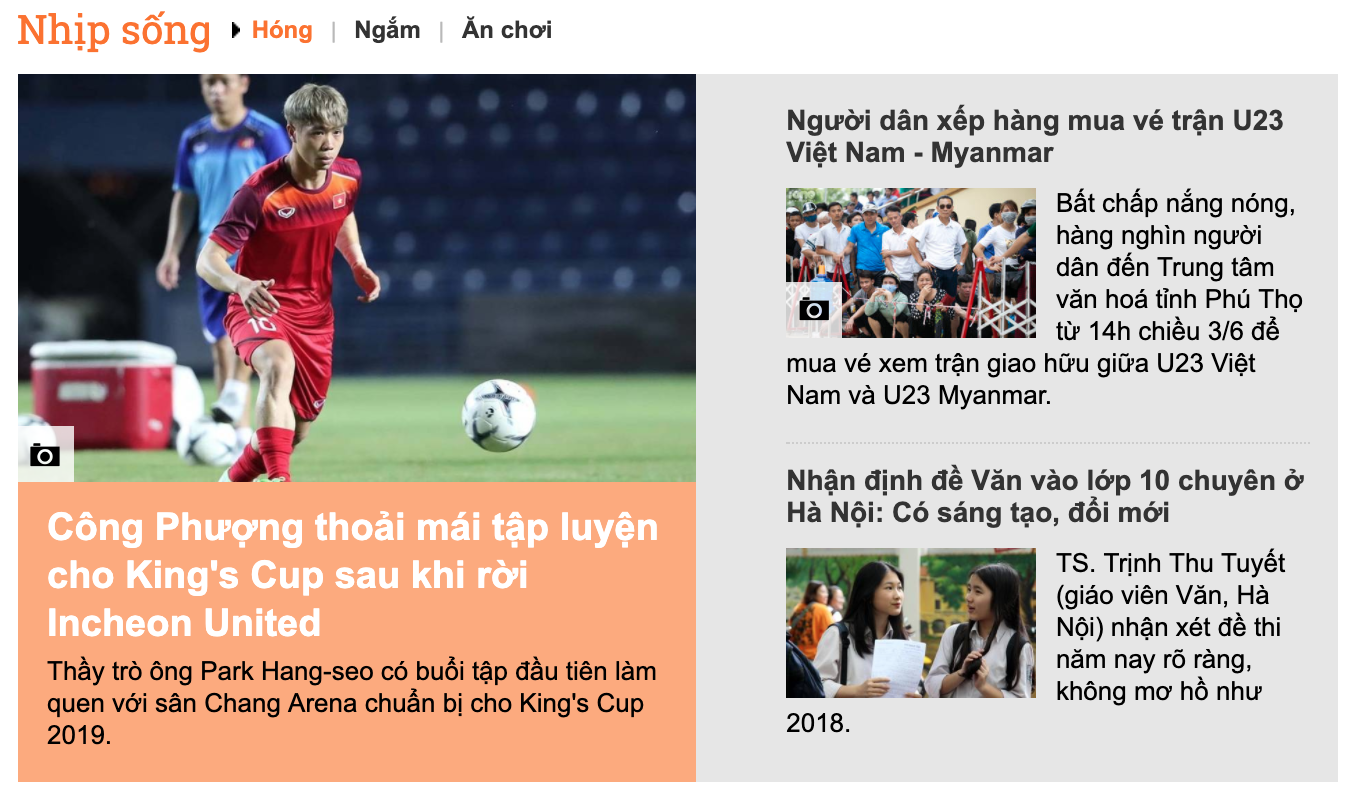 Nhịp sống
Hóng | Ngắm | Ăn chơi
10
Công Phượng thoải mái tập luyện
cho King's Cup sau khi rời
Incheon United
Thầy trò ông Park Hang-seo có buổi tập đầu tiên làm
quen với sân Chang Arena chuẩn bị cho King's Cup
2019.
Người dân xếp hàng mua vé trận U23
Việt Nam - Myanmar
Bất chấp nắng nóng,
hàng nghìn người
dân đến Trung tâm
văn hoá tỉnh Phú Thọ
từ 14h chiều 3/6 để
mua vé xem trận giao hữu giữa U23 Việt
Nam và U23 Myanmar.
Nhận định đề Văn vào lớp 10 chuyên ở
Hà Nội: Có sáng tạo, đổi mới
TS. Trịnh Thu Tuyết
(giáo viên Văn, Hà
Nội) nhận xét đề thi
năm nay rõ ràng,
không mơ hồ như
2018.